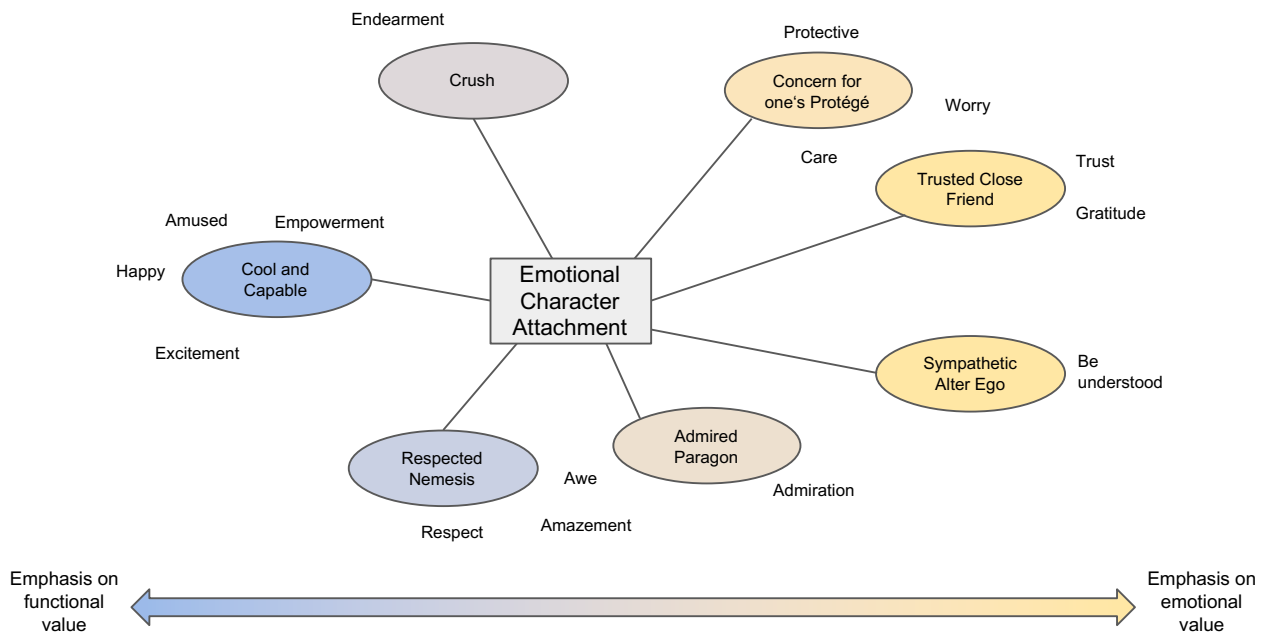 Endearment
Crush
Protective
Concern for
one‘s Protégé
Worry
Care
Trusted Close
Friend
Trust
Gratitude
Amused
Empowerment
Happy
Cool and
Capable
Excitement
Emotional
Character
Attachment
Sympathetic
Alter Ego
Be
understood
Respected
Nemesis
Awe
Respect
Amazement
Admired
Paragon
Admiration
Emphasis on
functional
value
Emphasis on
emotional
value